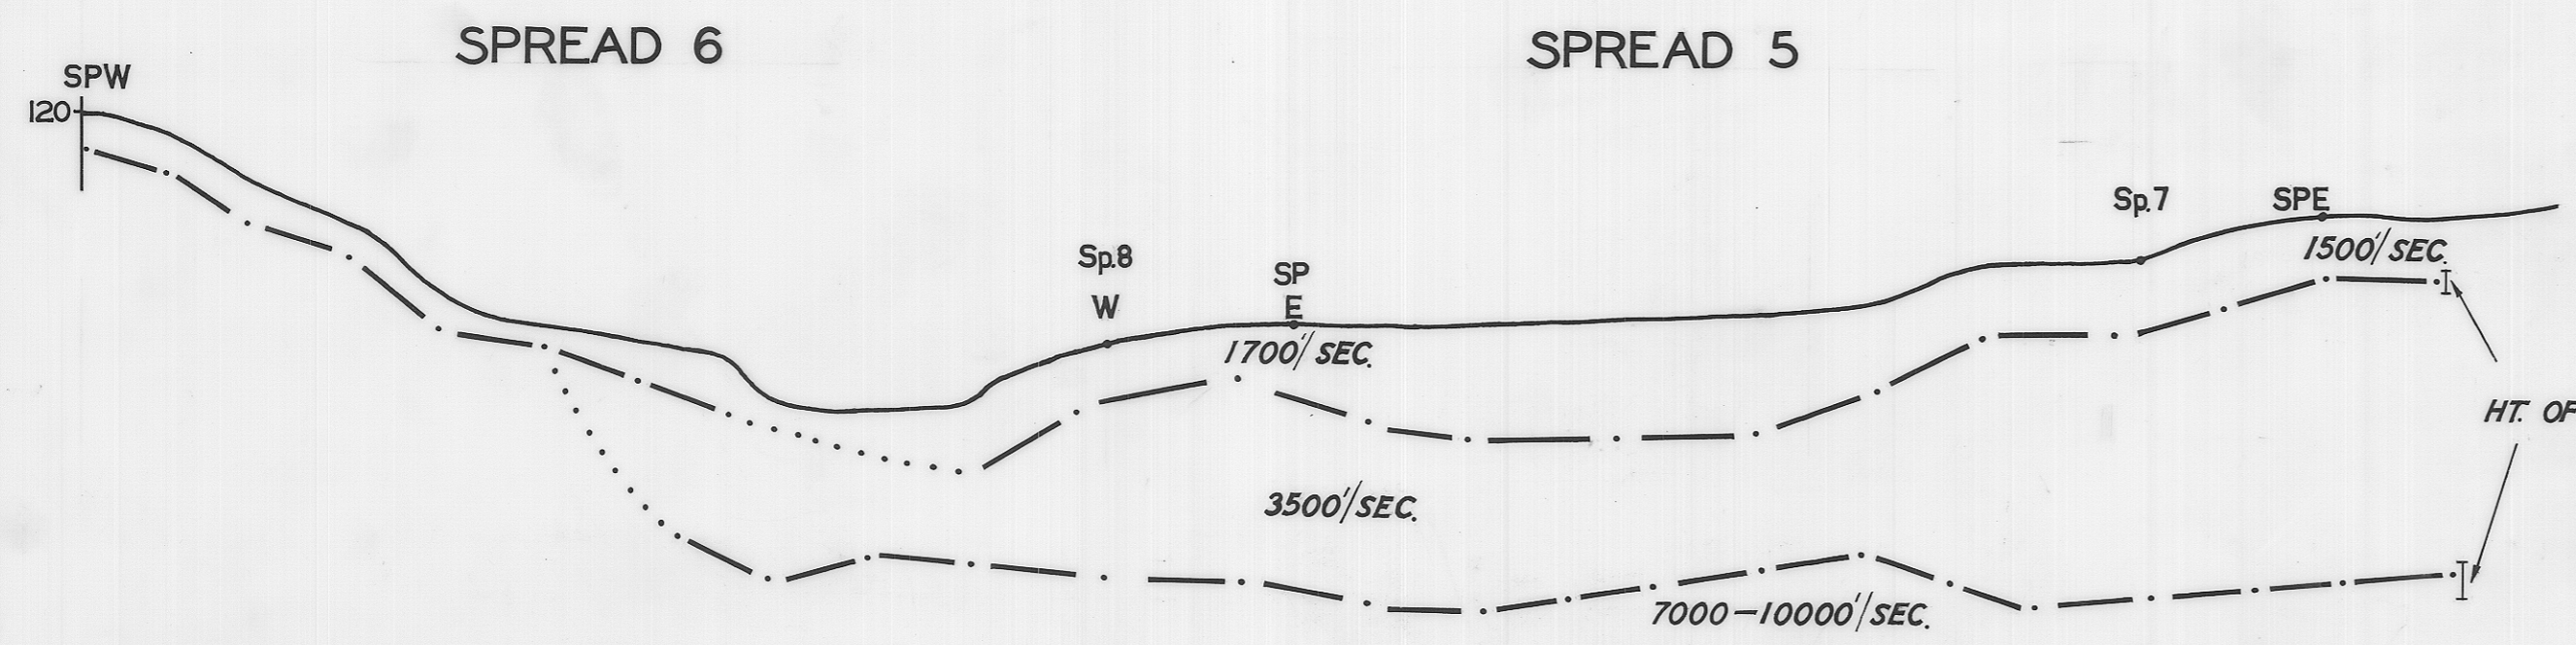 SPREAD 6
SPREAD 5
SPW
120
Sp.7
SPE
1500'/SEC.
Sp.8
W
SP
E
1700'/SEC.
HT. OF
3500'/SEC.
7000-10000'/SEC.